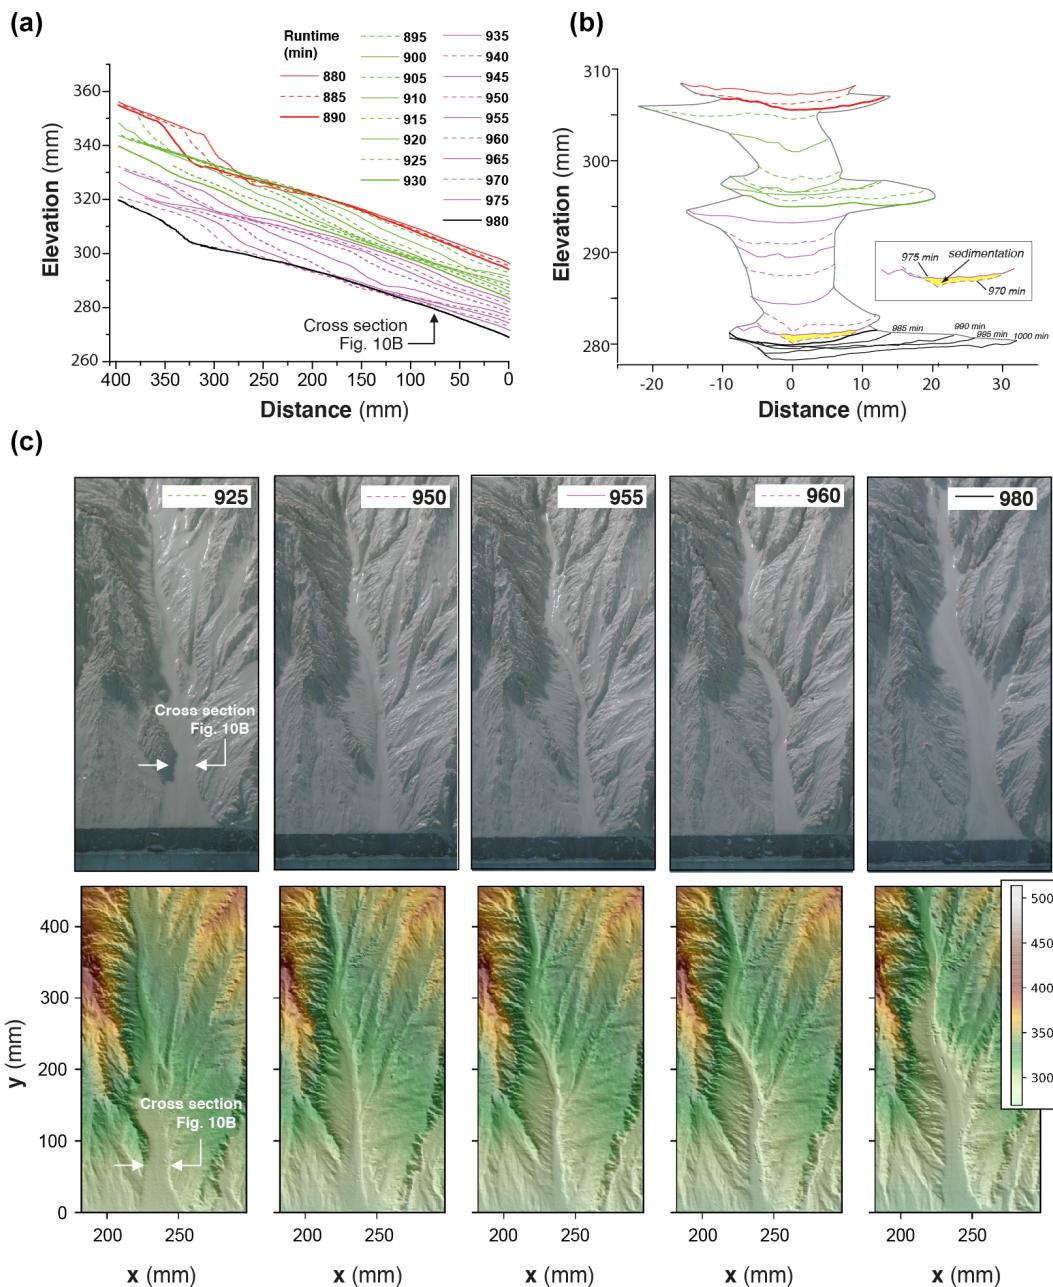 (a)
Runtime
(min)
880
885
890
895
900
905
910
915
920
925
930
935
940
945
950
955
960
965
970
975
980
Elevation (mm)
360
340
320
300
280
260
400 350 300 250 200 150 100 50 0
Distance (mm)
Cross section
Fig. 10B
(b)
Elevation (mm)
310
300
290
280
975 min
sedimentation
970 min
985 min
990 min
995 min
1000 min
-20 -10 0 10 20 30
Distance (mm)
(c)
925
950
955
960
980
Cross section
Fig. 10B
y (mm)
400
300
200
100
0
Cross section
Fig. 10B
500
450
400
350
300
200 250
200 250
200 250
200 250
200 250
x (mm)
x (mm)
x (mm)
x (mm)
x (mm)